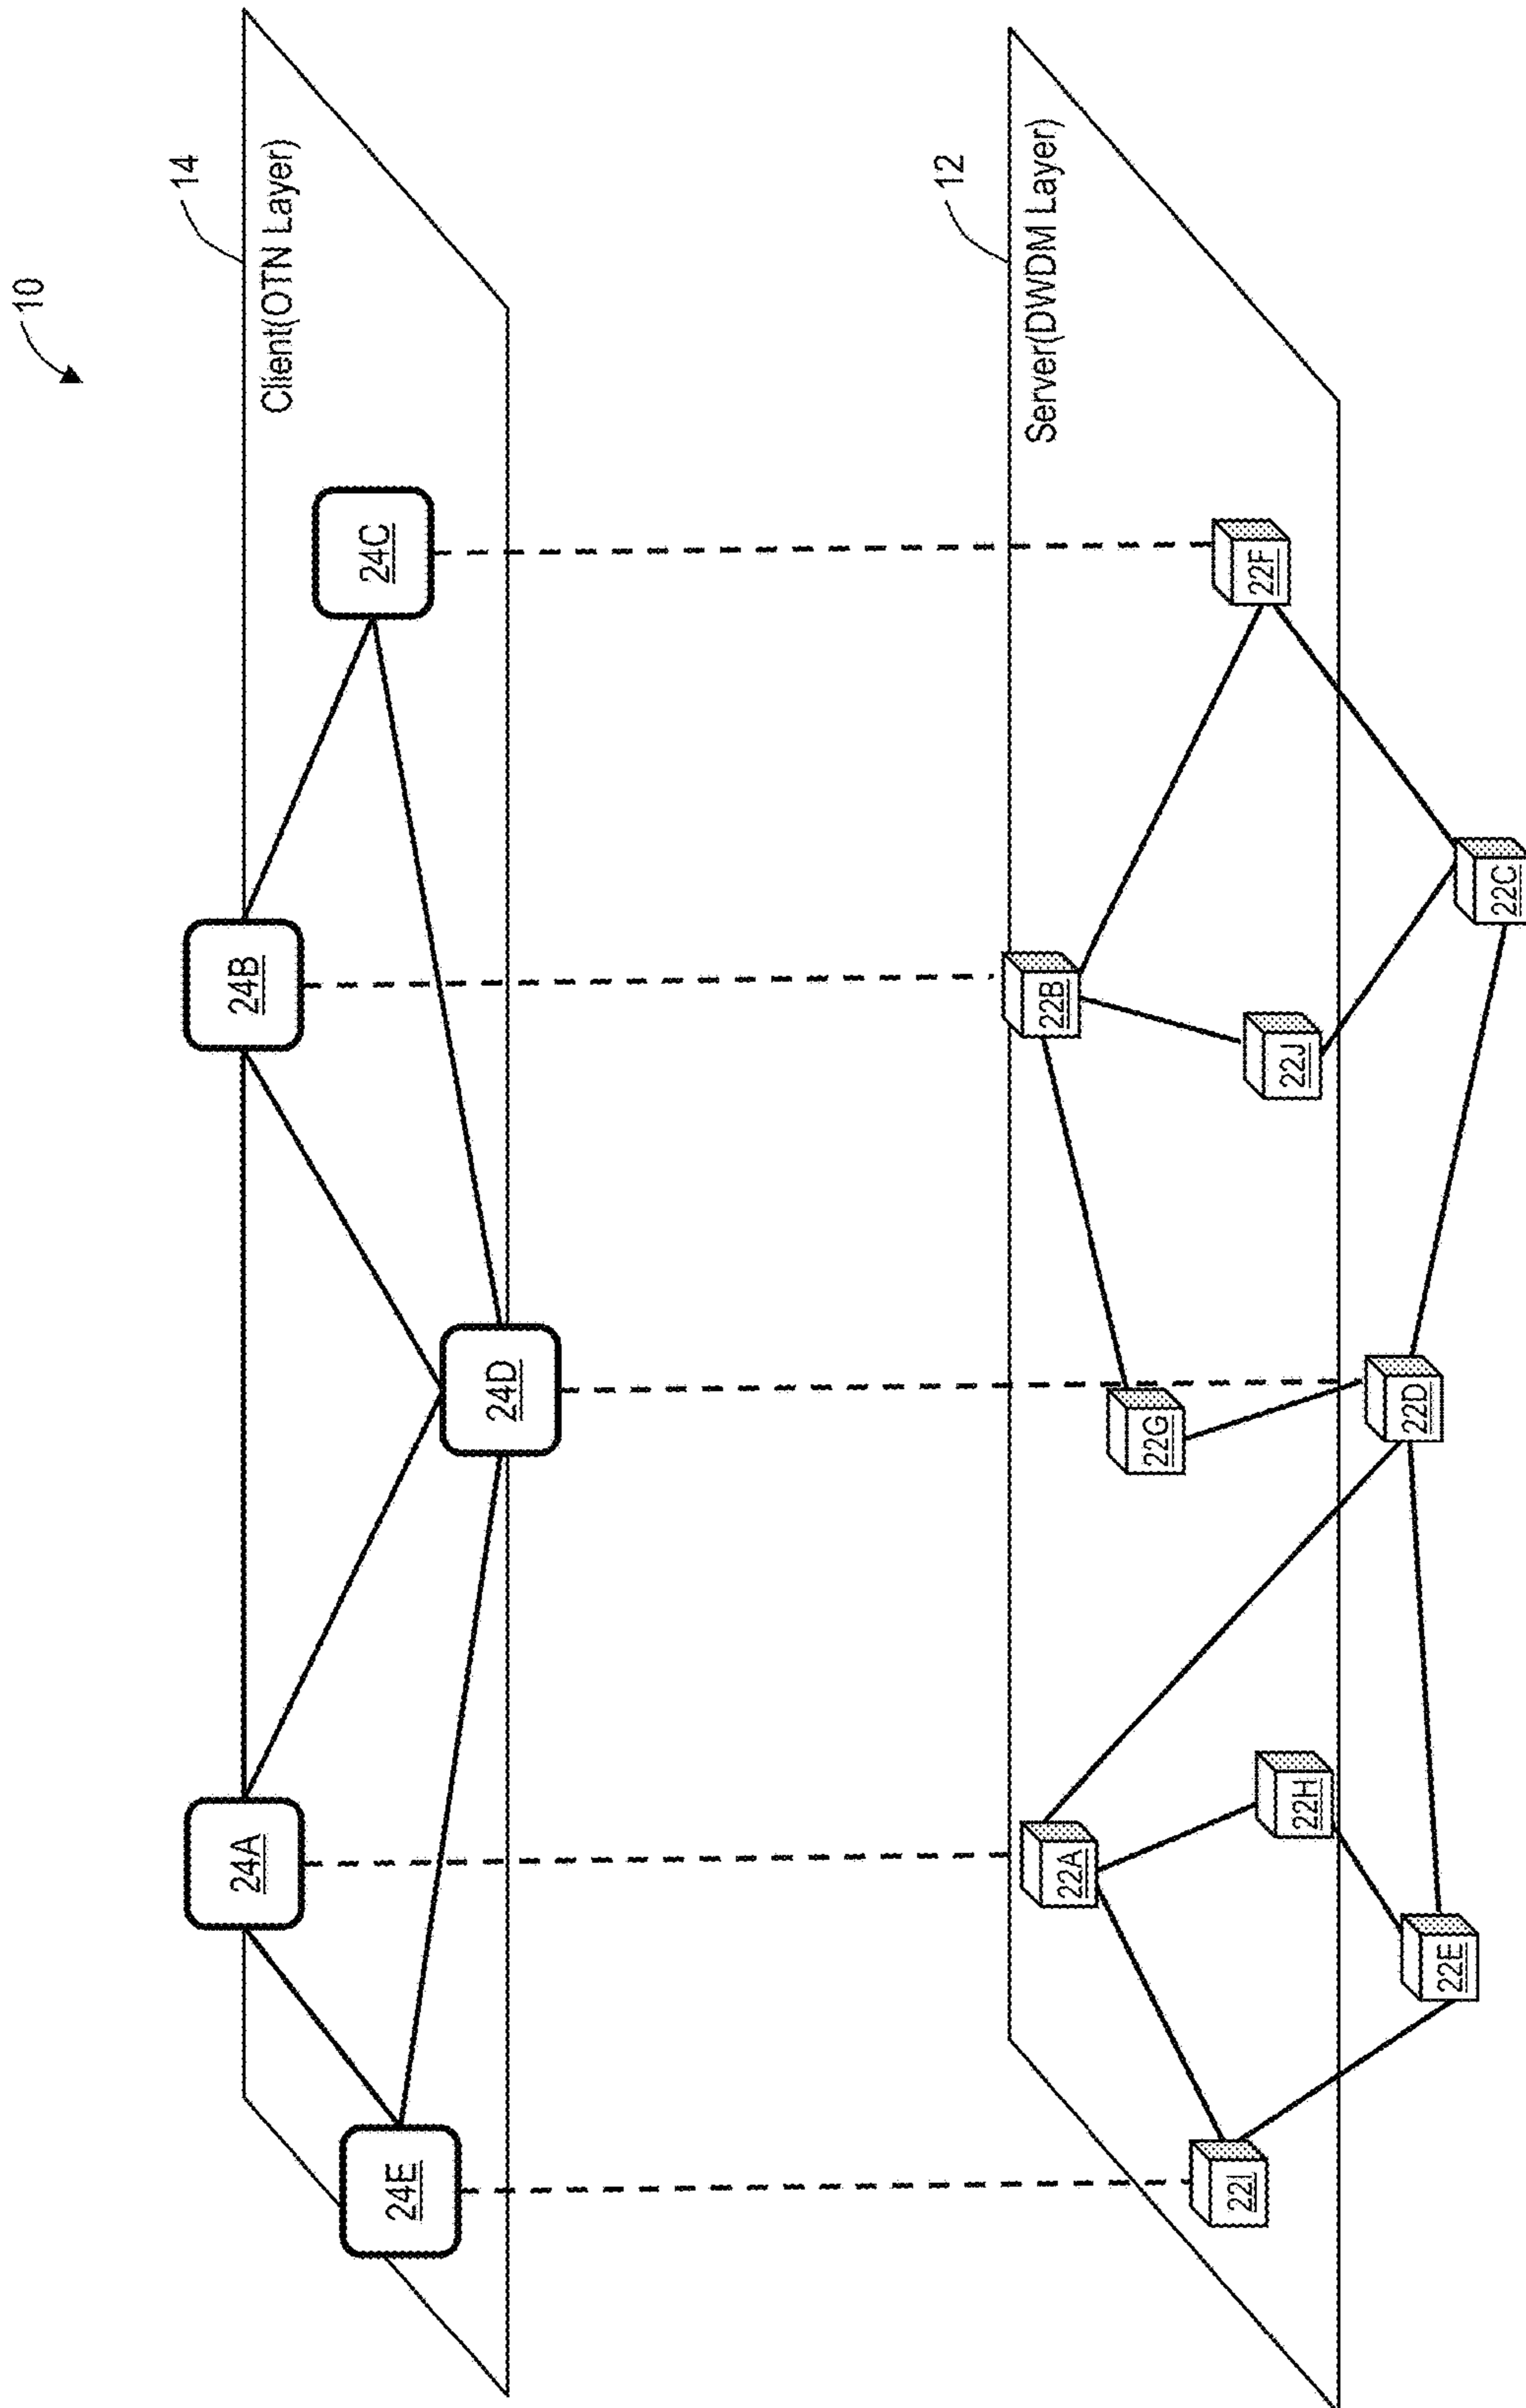 10
14
Client(OTN Layer)
24E
24A
24D
24B
24C
12
Server(DWDM Layer)
22I
22A
22H
22E
22G
22D
22B
22J
22F
22C